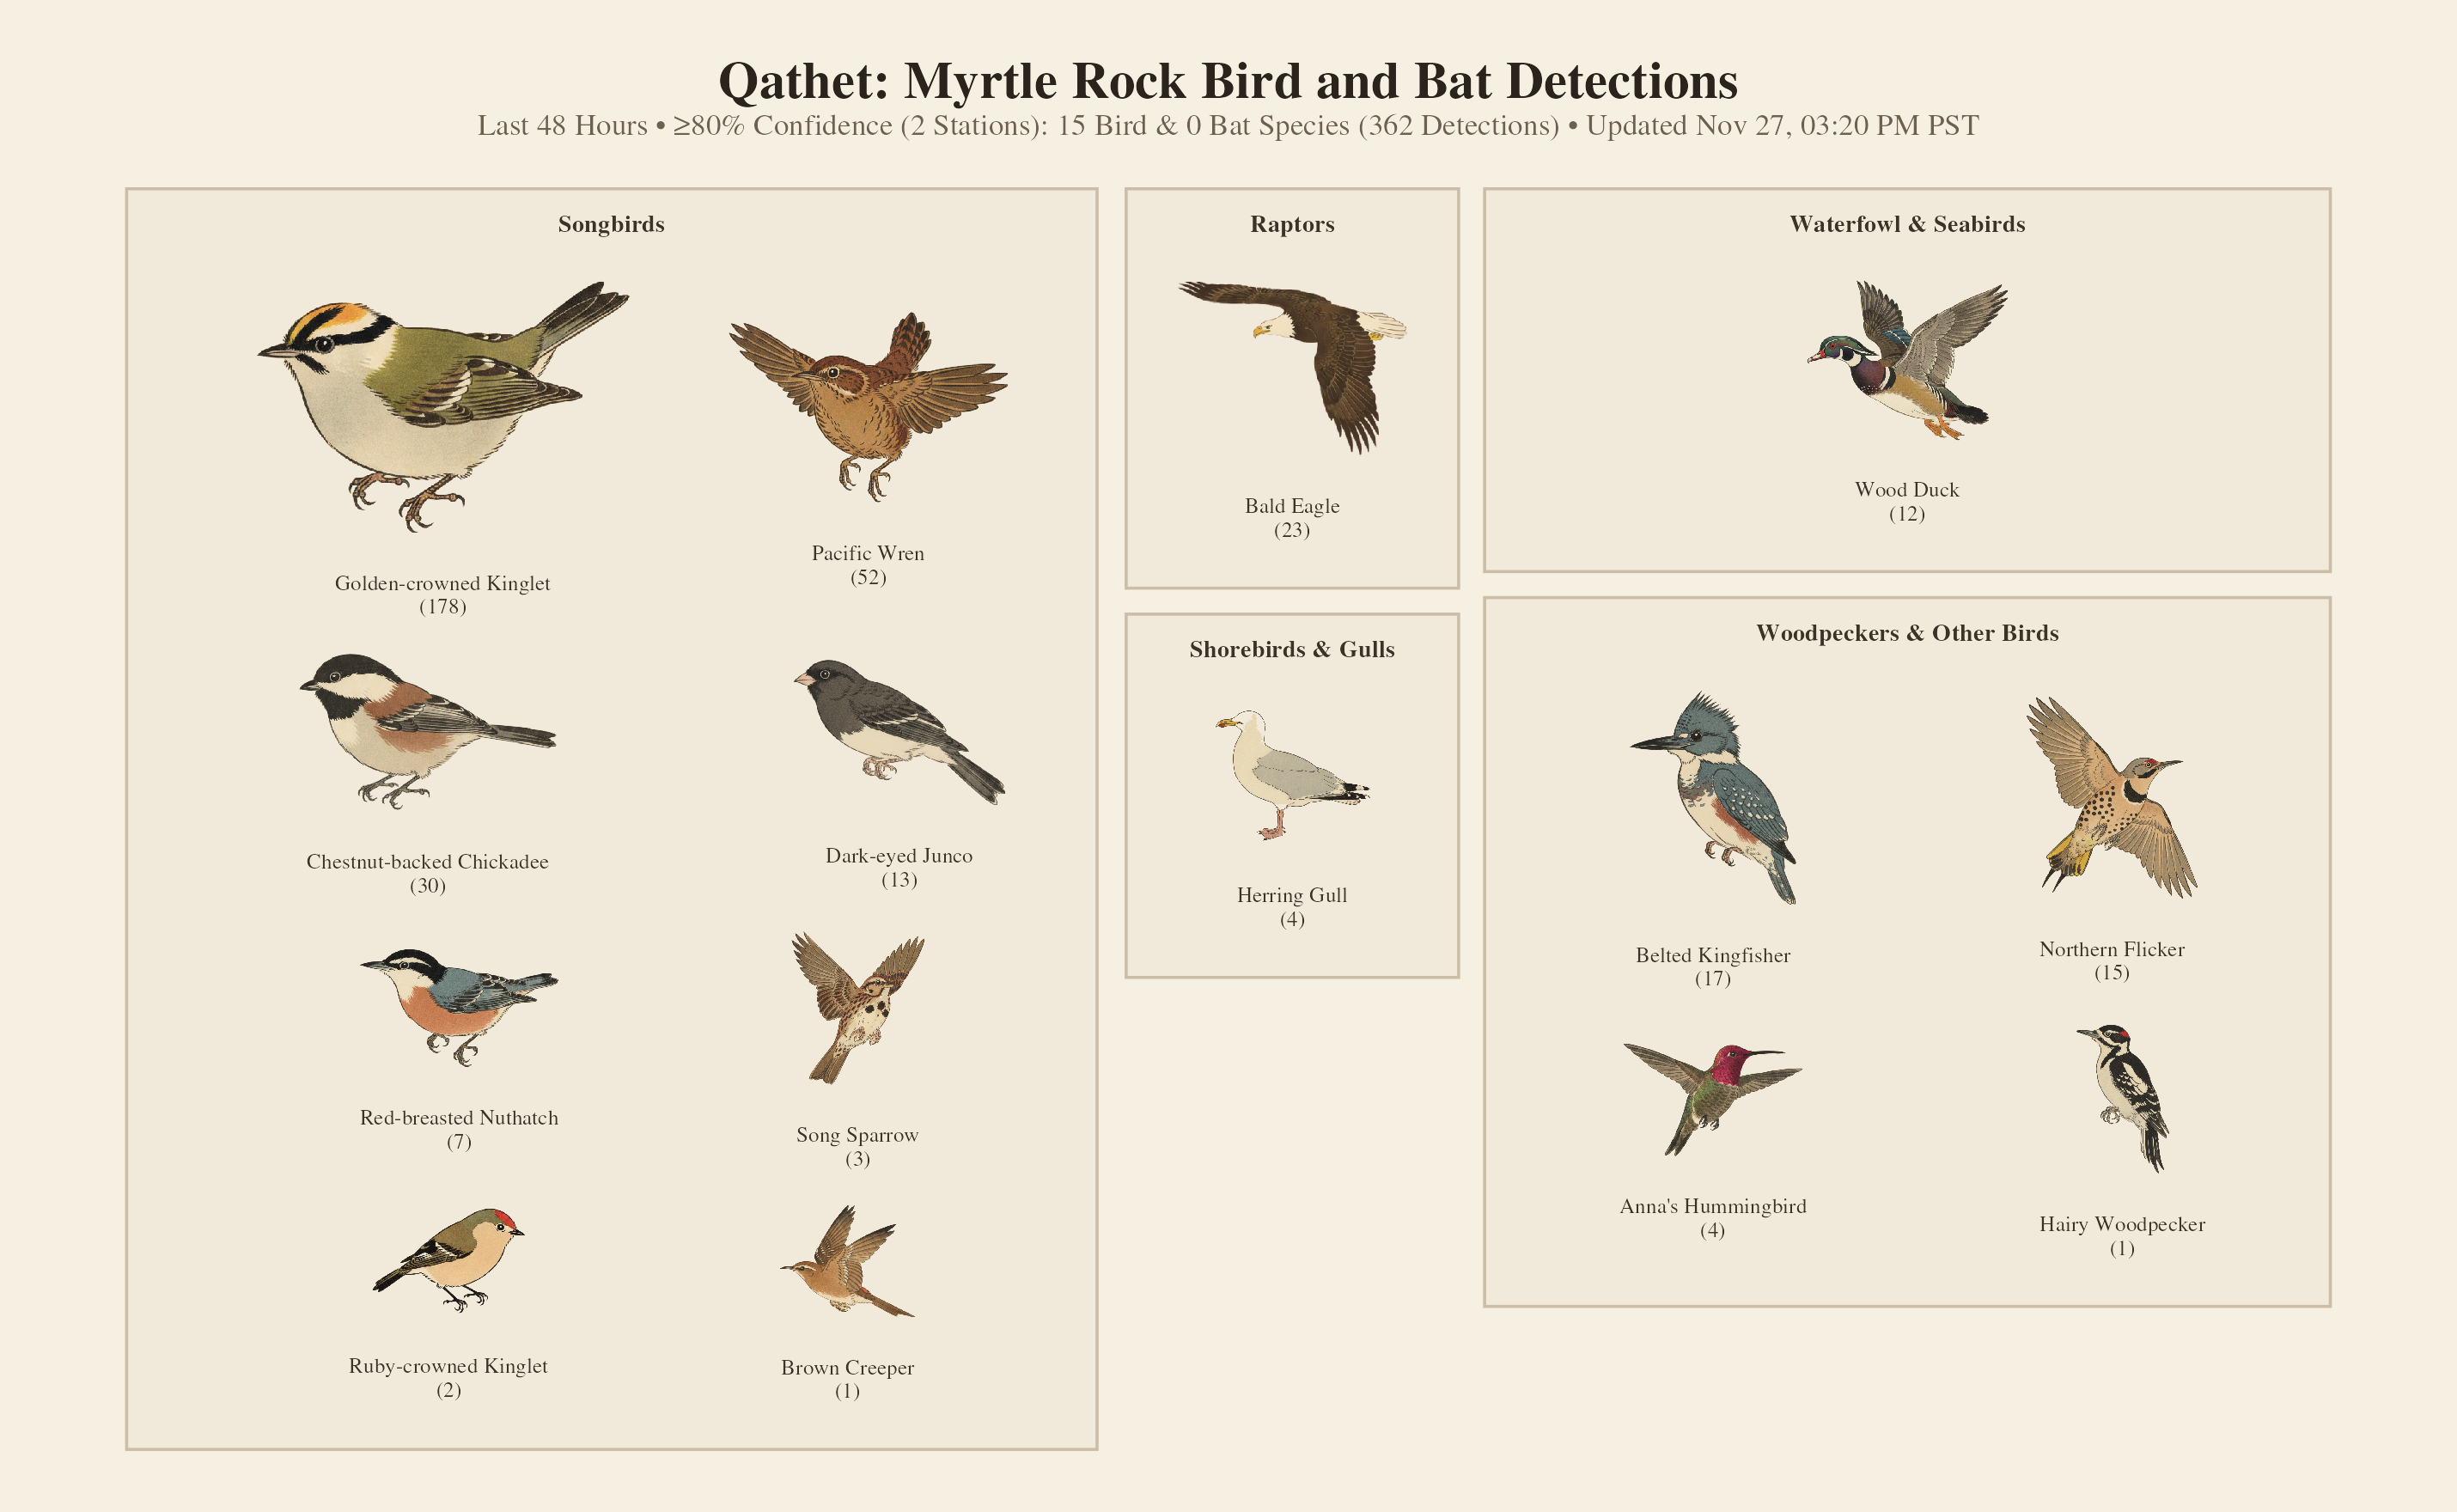 Qathet: Myrtle Rock Bird and Bat Detections
Last 48 Hours • ≥80% Confidence (2 Stations): 15 Bird & 0 Bat Species (362 Detections) • Updated Nov 27, 03:20 PM PST
Songbirds
Golden-crowned Kinglet
(178)
Pacific Wren
(52)
Chestnut-backed Chickadee
(30)
Dark-eyed Junco
(13)
Red-breasted Nuthatch
(7)
Song Sparrow
(3)
Ruby-crowned Kinglet
(2)
Brown Creeper
(1)
Raptors
Bald Eagle
(23)
Shorebirds & Gulls
Herring Gull
(4)
Waterfowl & Seabirds
Wood Duck
(12)
Woodpeckers & Other Birds
Belted Kingfisher
(17)
Northern Flicker
(15)
Anna's Hummingbird
(4)
Hairy Woodpecker
(1)